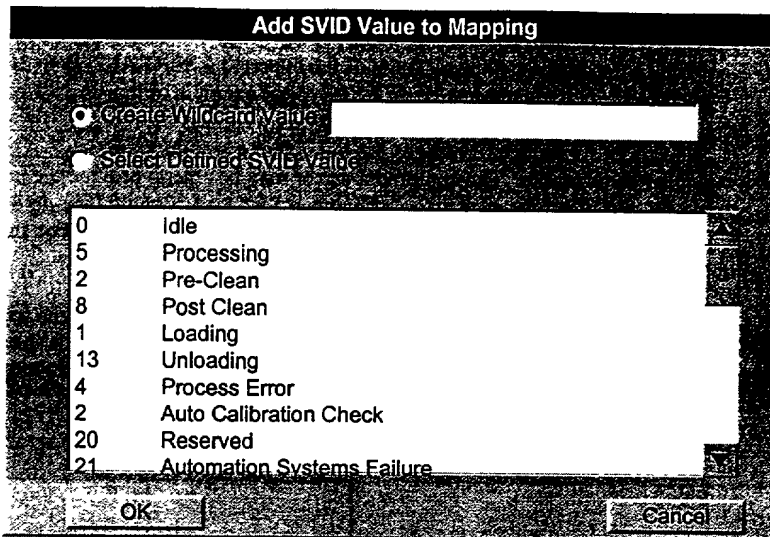 Add SVID Value to Mapping
Create Wildcard Value
Select Defined SVID Value
0 Idle
5 Processing
2 Pre-Clean
8 Post Clean
1 Loading
13 Unloading
4 Process Error
2 Auto Calibration Check
20 Reserved
21 Automation Systems Failure
OK
Cancel